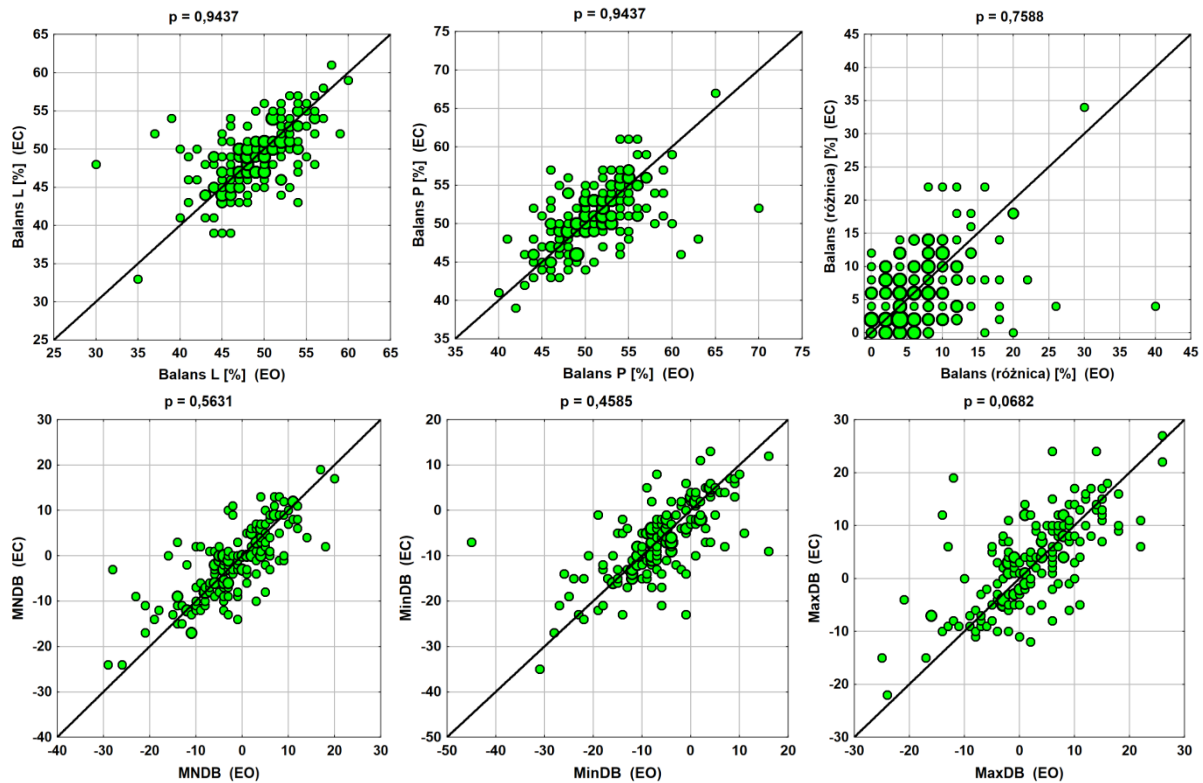 p = 0,9437
p = 0,9437
p = 0,7588
Balans L [%] (EC)
65
60
55
50
45
40
35
30
25
25 30 35 40 45 50 55 60 65
Balans L [%] (EO)
Balans P [%] (EC)
75
70
65
60
55
50
45
40
35
35 40 45 50 55 60 65 70 75
Balans P [%] (EO)
Balans (różnica) [%] (EC)
45
40
35
30
25
20
15
10
5
0
0 5 10 15 20 25 30 35 40 45
Balans (różnica) [%] (EO)
p = 0,5631
p = 0,4585
p = 0,0682
MNDB (EC)
30
20
10
0
-10
-20
-30
-40
-40 -30 -20 -10 0 10 20 30
MNDB (EO)
MinDB (EC)
20
10
0
-10
-20
-30
-40
-50
-50 -40 -30 -20 -10 0 10 20
MinDB (EO)
MaxDB (EC)
30
20
10
0
-10
-20
-30
-30 -20 -10 0 10 20 30
MaxDB (EO)